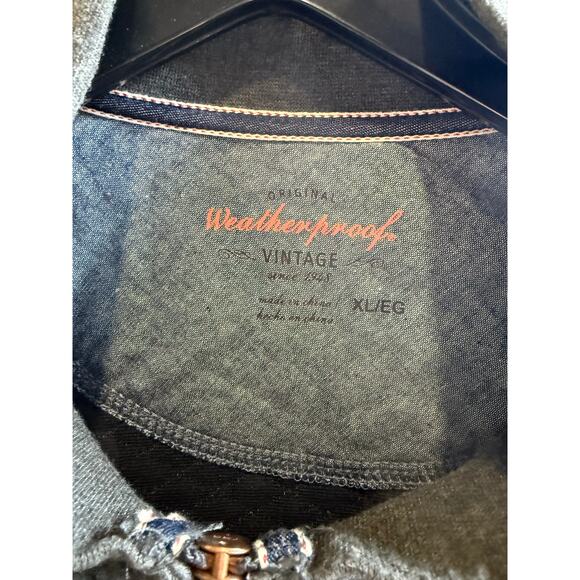 ORIGINAL
Weatherproof
VINTAGE
since 1948
made in china
hecho en china
XL/EG